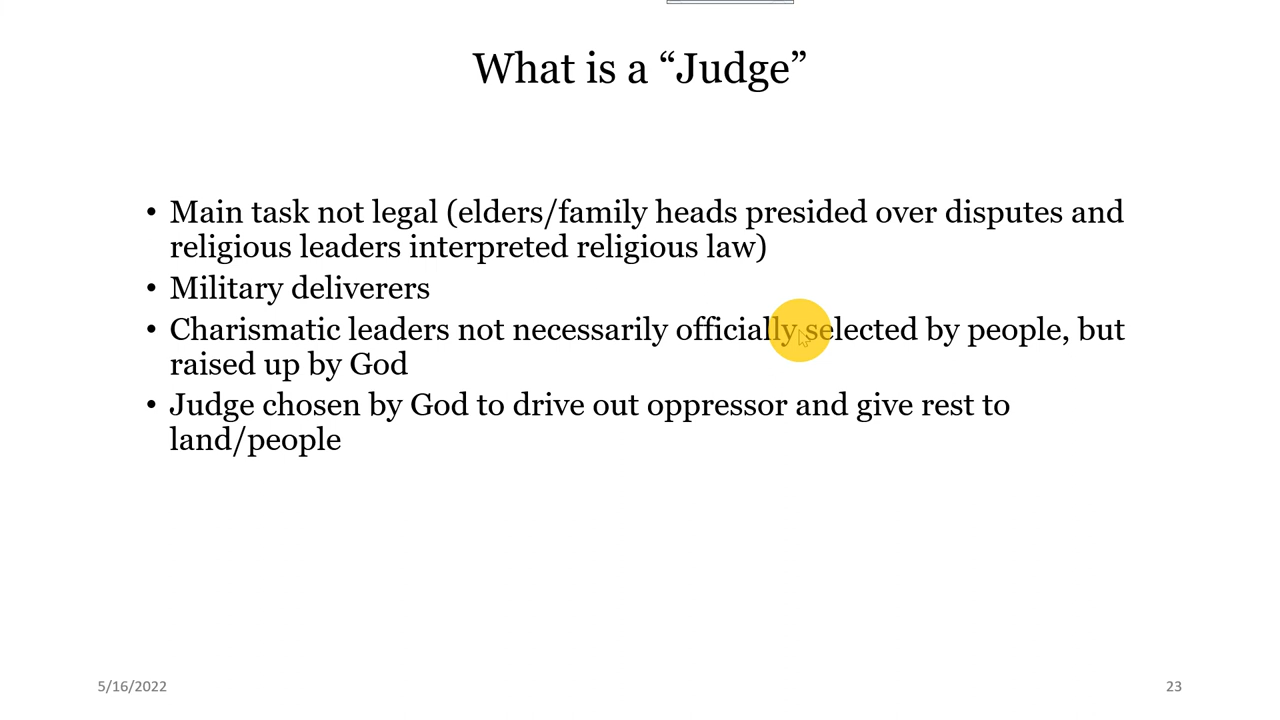 What is a “Judge”
• Main task not legal (elders/family heads presided over disputes and
religious leaders interpreted religious law)
• Military deliverers
• Charismatic leaders not necessarily officially selected by people, but
raised up by God
• Judge chosen by God to drive out oppressor and give rest to
land/people
5/16/2022
23